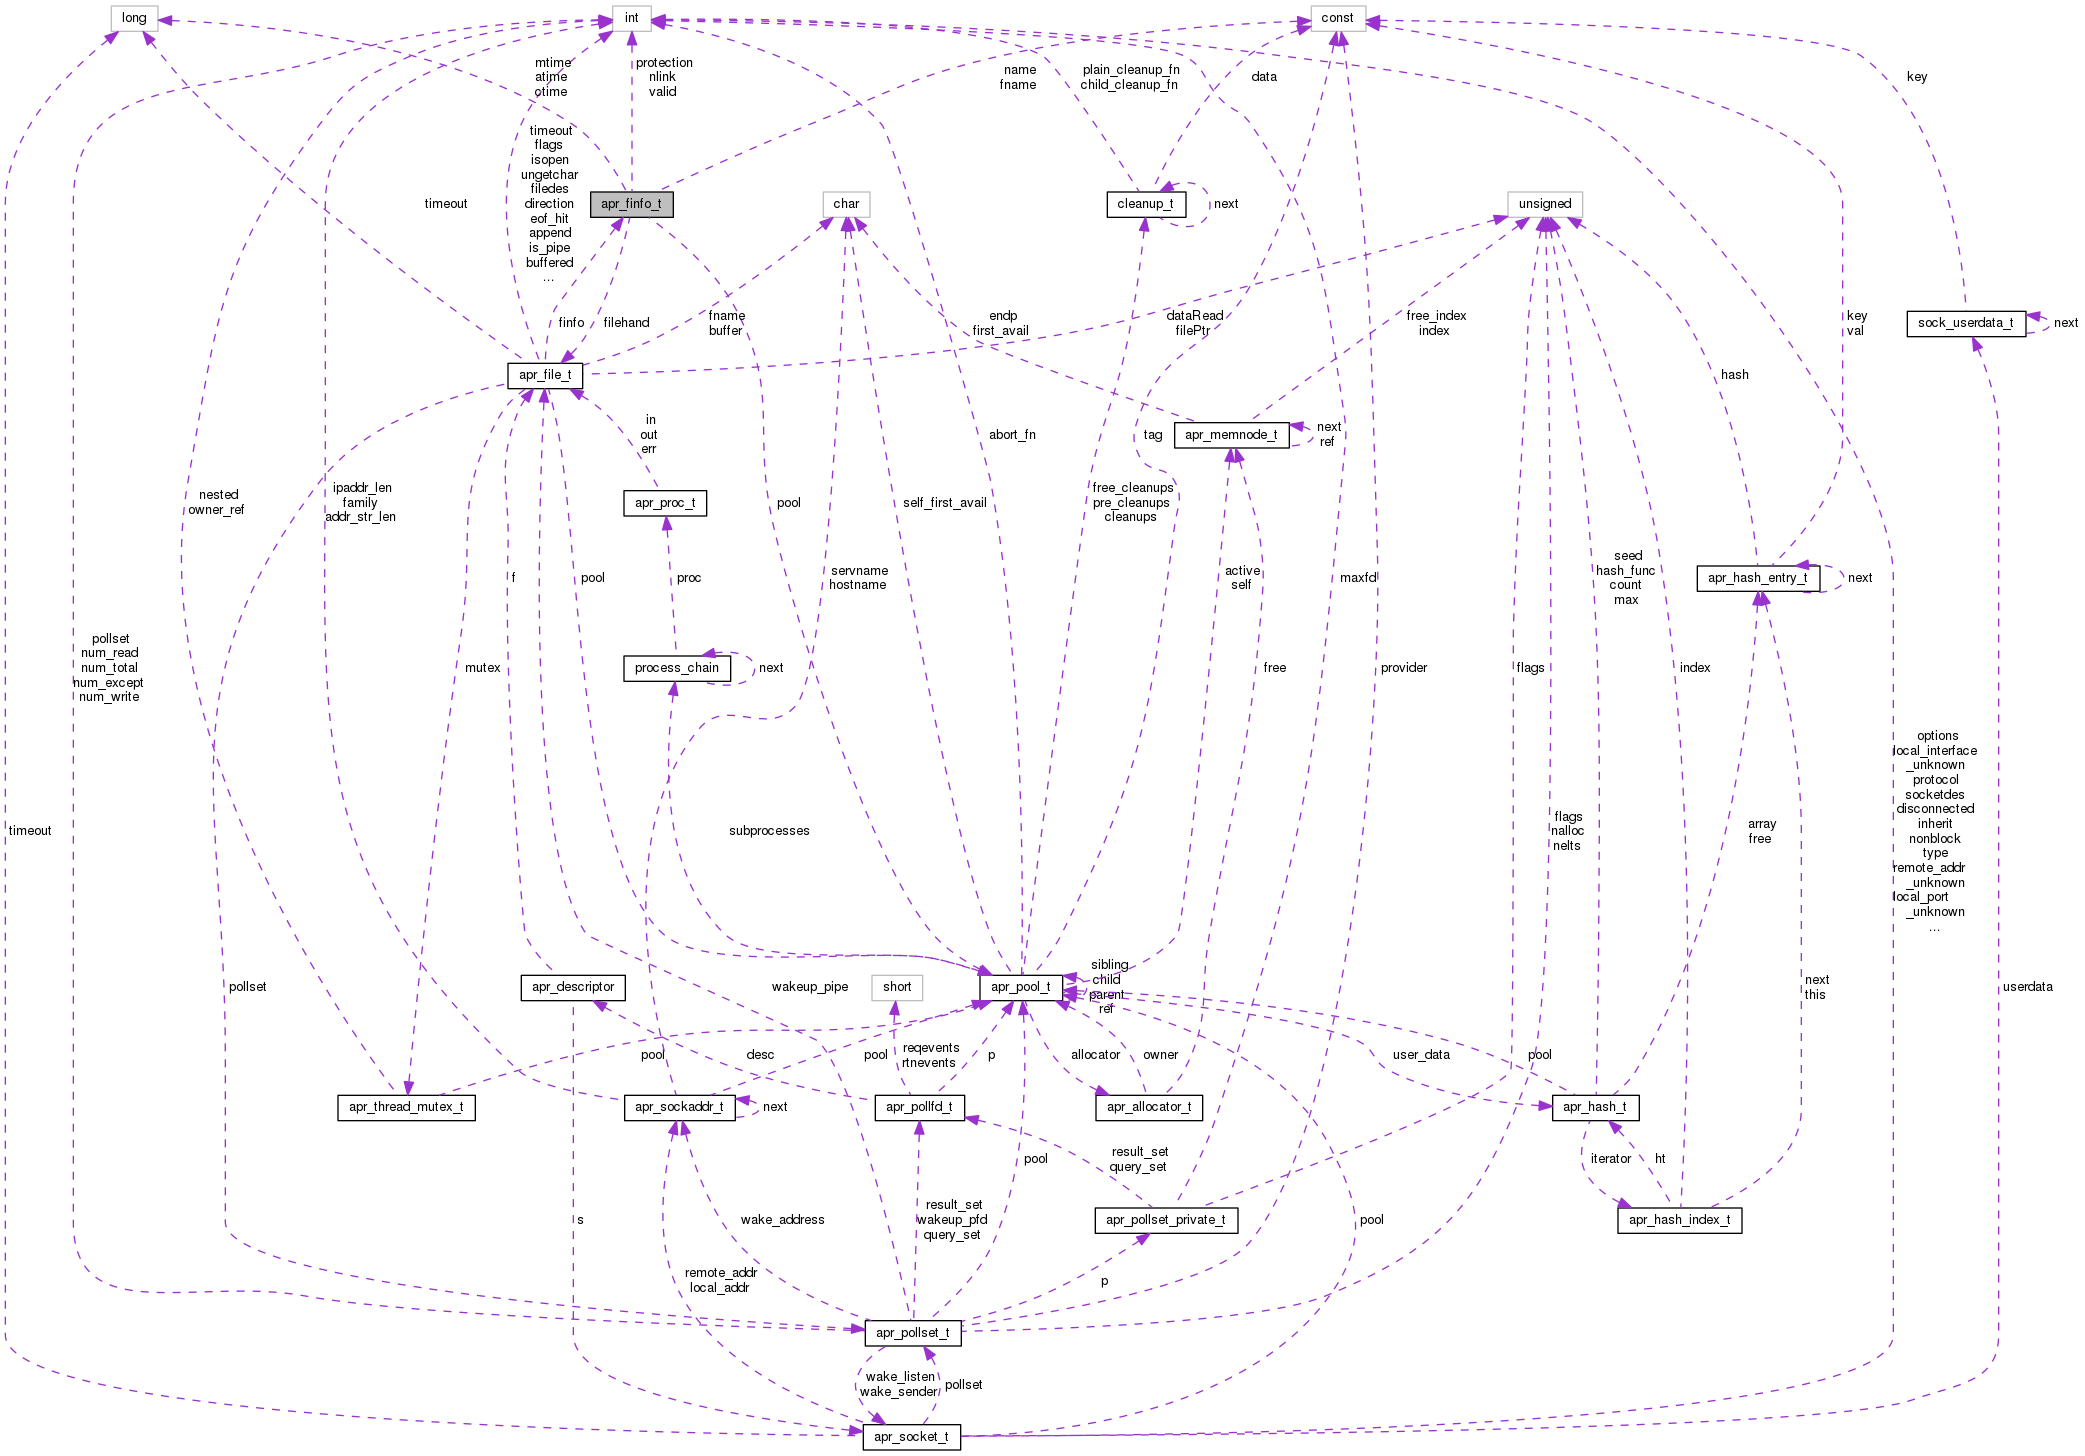 long
int
const
mtime
atime
ctime
protection
nlink
valid
name
fname
plain_cleanup_fn
child_cleanup_fn
data
key
timeout
flags
isopen
ungetchar
filedes
direction
eof_hit
append
is_pipe
buffered
...
timeout
apr_finfo_t
char
cleanup_t
next
unsigned
finfo
filehand
fname
buffer
endp
first_avail
dataRead
filePtr
free_index
index
key
val
sock_userdata_t
next
apr_file_t
hash
in
out
err
abort_fn
tag
apr_memnode_t
next
ref
nested
owner_ref
ipaddr_len
family
addr_str_len
apr_proc_t
pool
self_first_avail
free_cleanups
pre_cleanups
cleanups
f
pool
proc
servname
hostname
active
self
maxfd
seed
hash_func
count
max
apr_hash_entry_t
next
pollset
num_read
num_total
num_except
num_write
mutex
process_chain
next
free
provider
flags
index
timeout
subprocesses
flags
nalloc
nelts
array
free
options
local_interface
_unknown
protocol
socketdes
disconnected
inherit
nonblock
type
remote_addr
_unknown
local_port
_unknown
...
pollset
apr_descriptor
wakeup_pipe
short
apr_pool_t
sibling
child
parent
ref
next
this
userdata
pool
desc
pool
reqevents
rtnevents
p
allocator
owner
user_data
pool
apr_thread_mutex_t
apr_sockaddr_t
next
apr_pollfd_t
apr_allocator_t
apr_hash_t
pool
result_set
query_set
iterator
ht
s
wake_address
result_set
wakeup_pfd
query_set
apr_pollset_private_t
pool
apr_hash_index_t
remote_addr
local_addr
p
apr_pollset_t
wake_listen
wake_sender
pollset
apr_socket_t